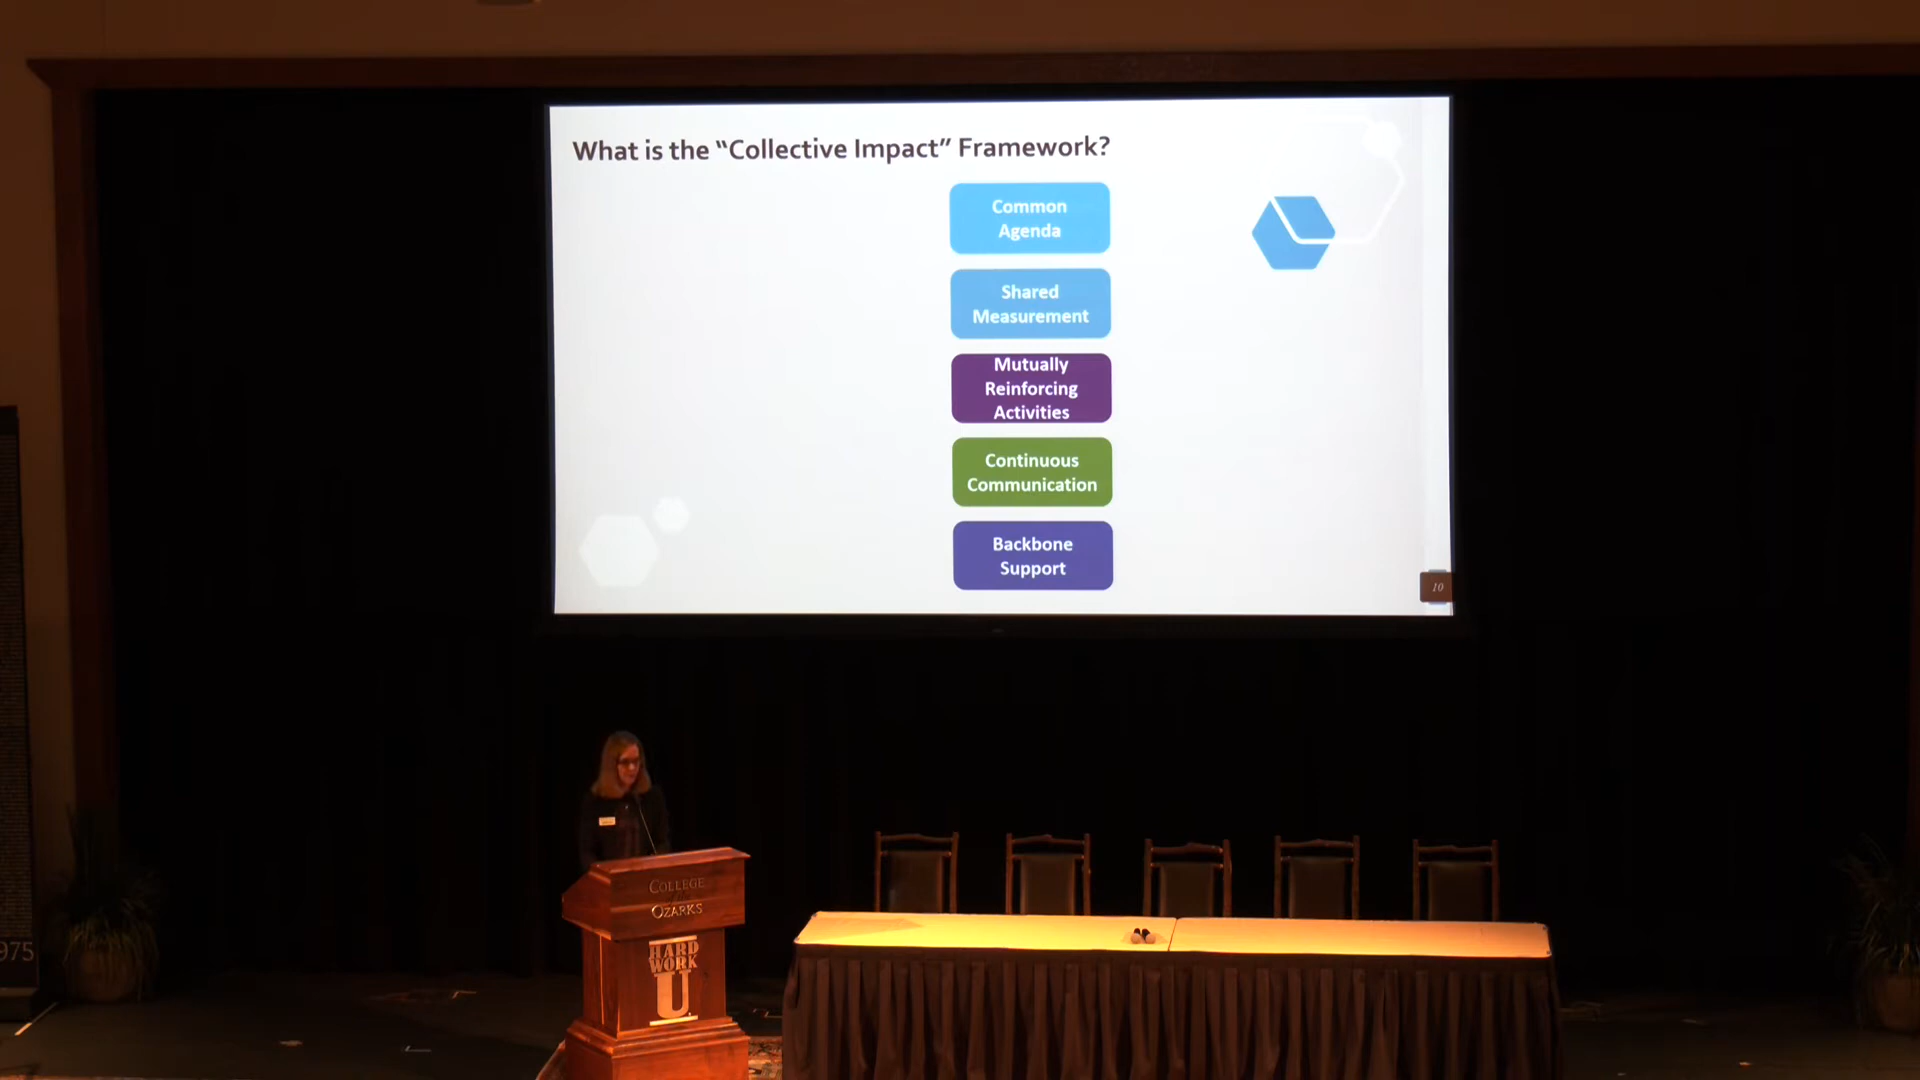 What is the “Collective Impact” Framework?
Common
Agenda
Shared
Measurement
Mutually
Reinforcing
Activities
Continuous
Communication
Backbone
Support
10
COLLEGE
OZARKS
HARD
WORK
U.
975